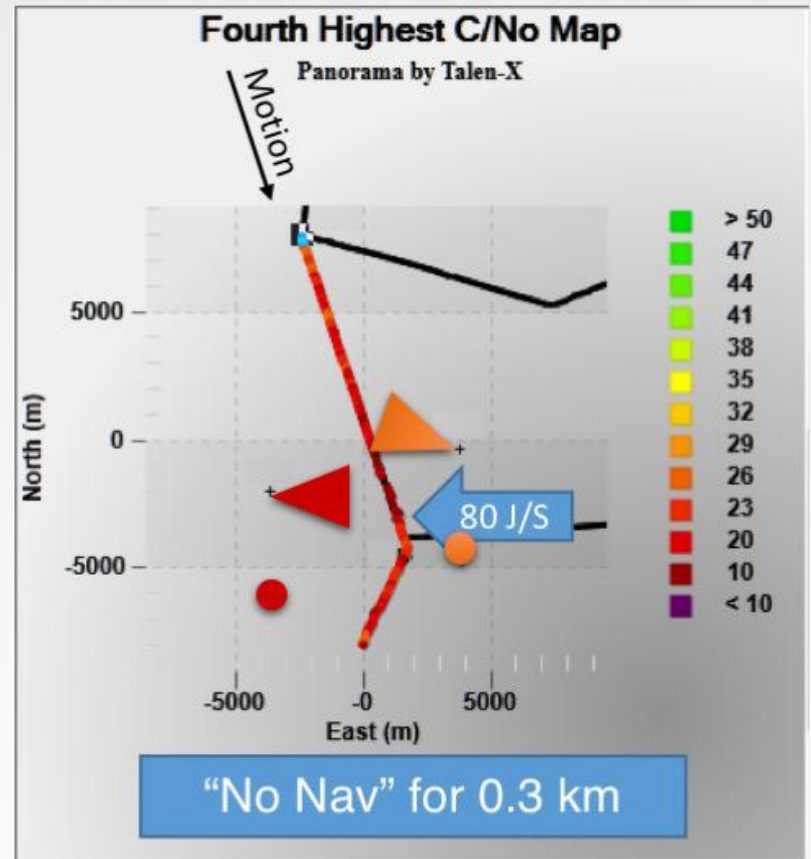 Fourth Highest C/No Map
Panorama by Talen-X
Motion
> 50
47
44
41
38
35
32
29
26
23
20
10
< 10
5000
0
-5000
North (m)
80 J/S
-5000
-0
5000
East (m)
“No Nav” for 0.3 km